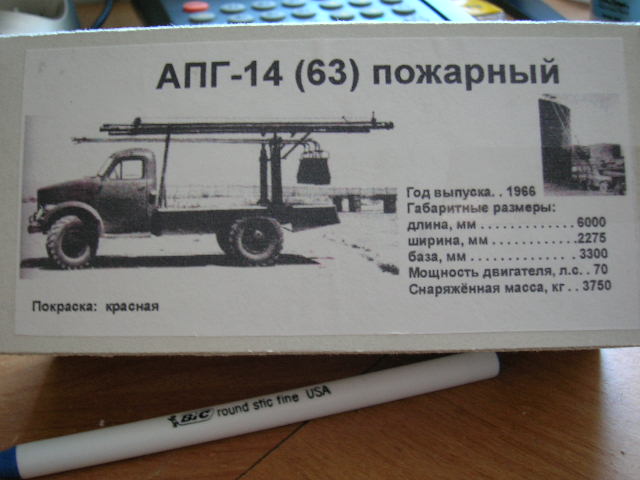 АПГ-14 (63) пожарный
Год выпуска. . 1966
Габаритные размеры:
длина, мм . . . . . . . . . . . . . 6000
ширина, мм . . . . . . . . . . . .2275
база, мм . . . . . . . . . . . . . . 3300
Мощность двигателя, л.с. . 70
Снаряжённая масса, кг . . 3750
Покраска: красная
BIC round stic fine USA